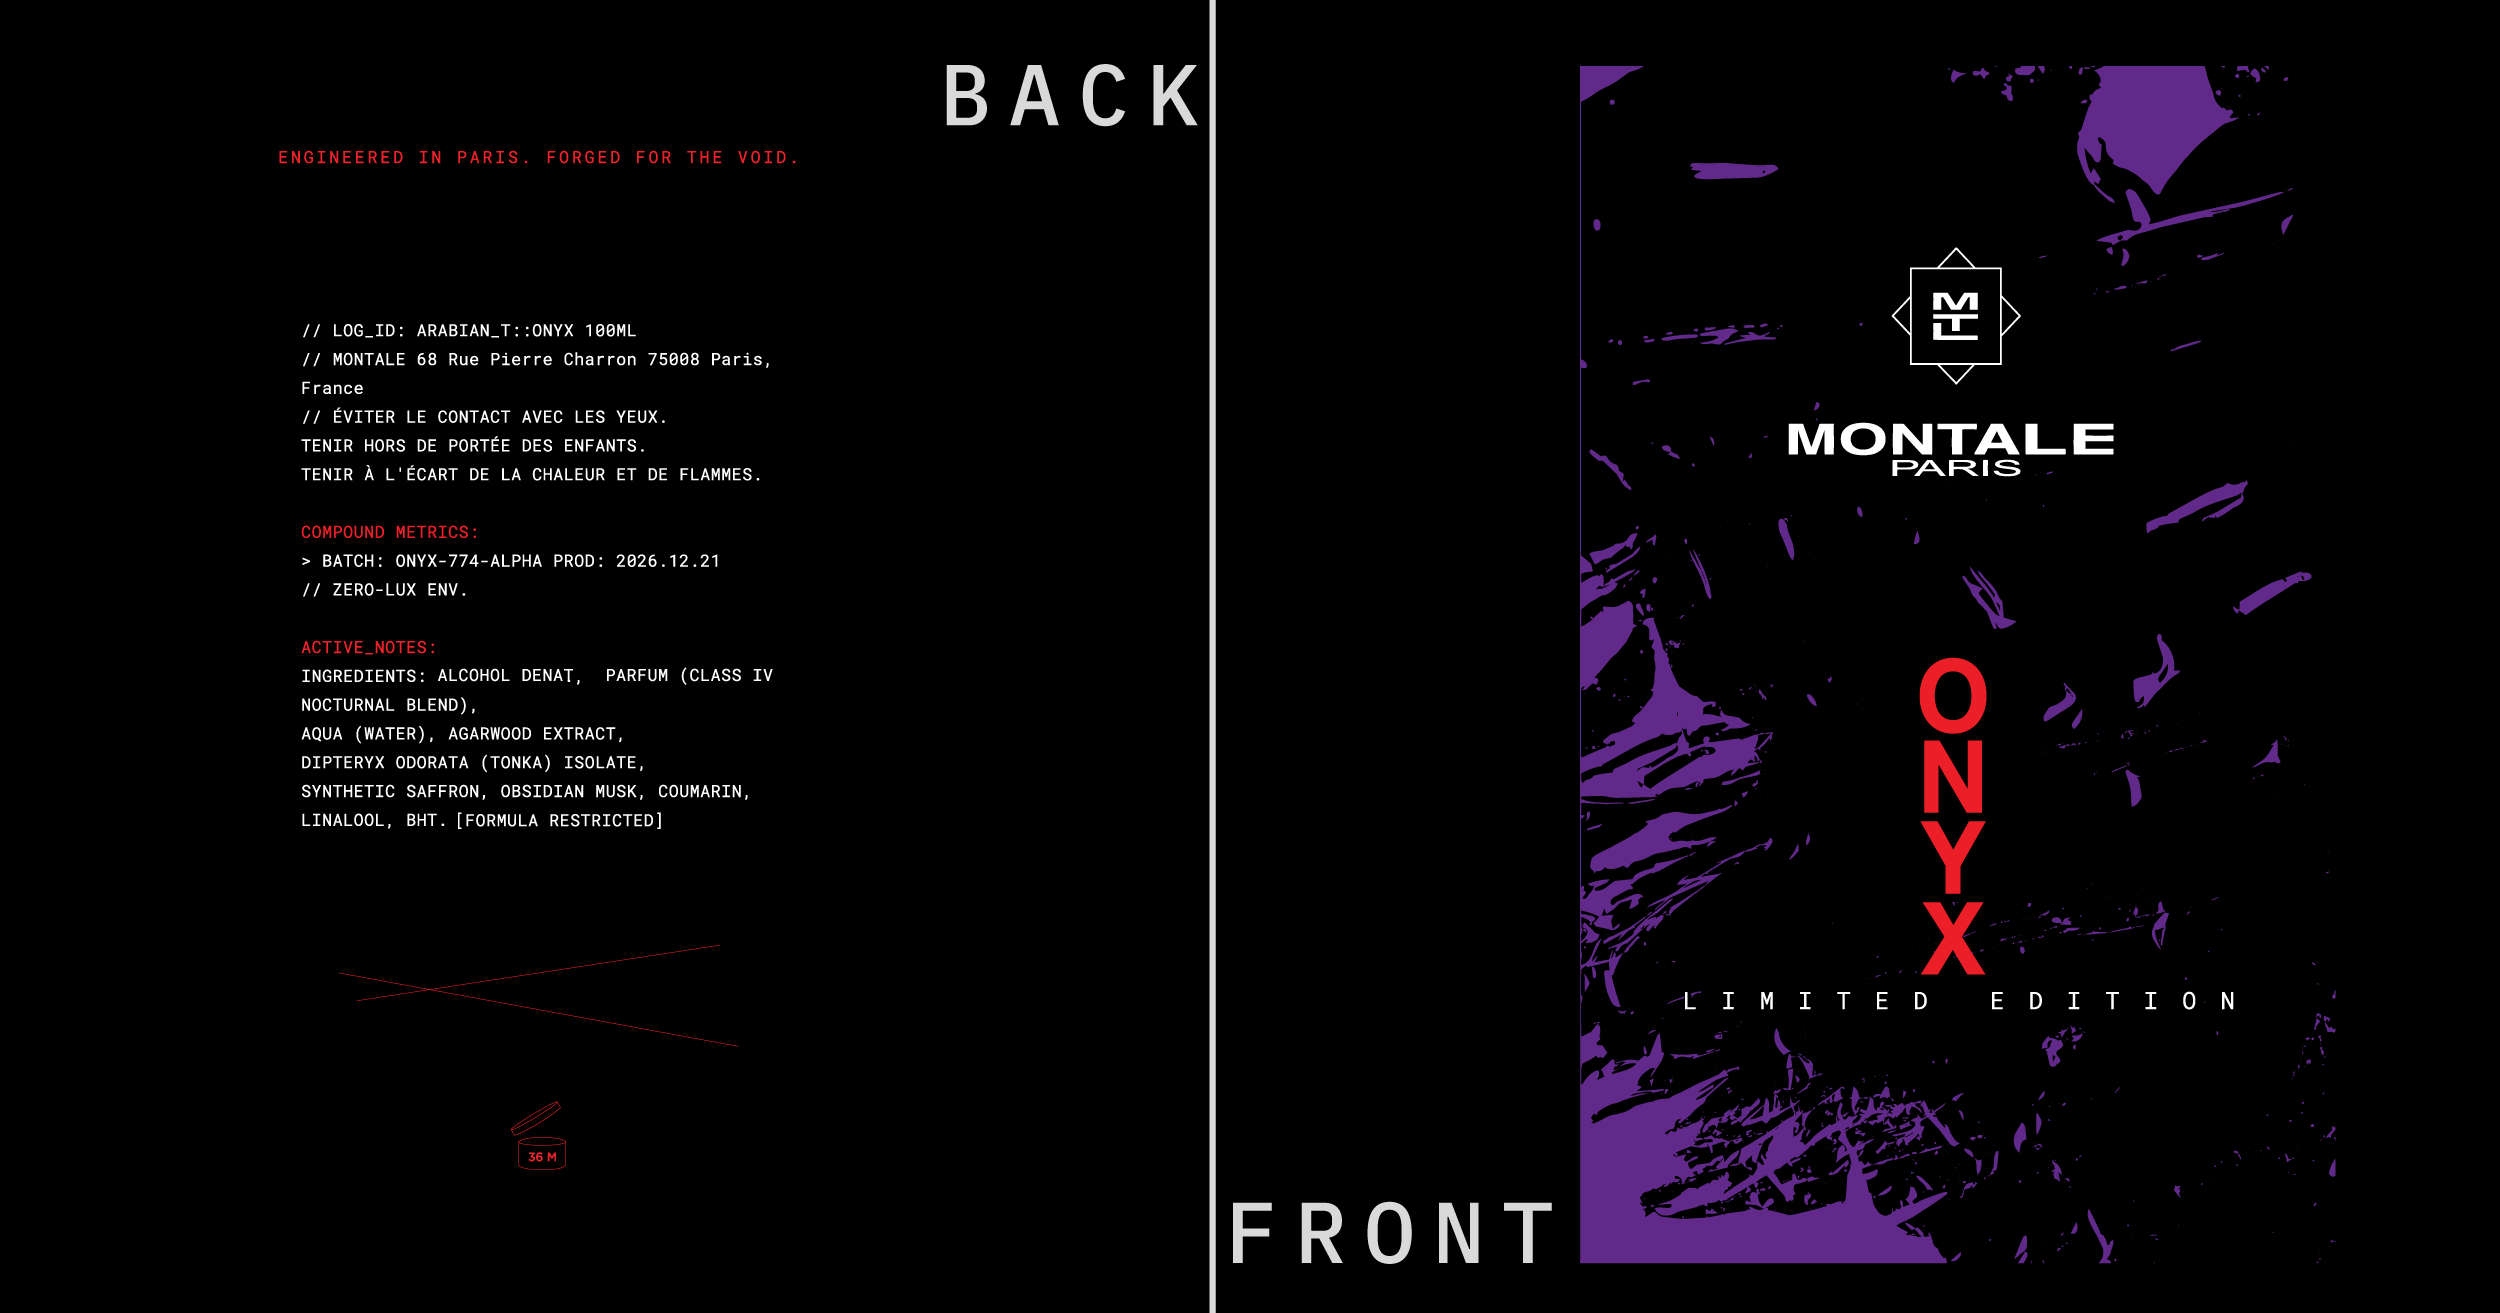 BACK
ENGINEERED IN PARIS. FORGED FOR THE VOID.
// LOG_ID: ARABIAN_T::ONYX 100ML
// MONTALE 68 Rue Pierre Charron 75008 Paris,
France
// ÉVITER LE CONTACT AVEC LES YEUX.
TENIR HORS DE PORTÉE DES ENFANTS.
TENIR À L'ÉCART DE LA CHALEUR ET DE FLAMMES.
COMPOUND METRICS:
> BATCH: ONYX-774-ALPHA PROD: 2026.12.21
// ZERO-LUX ENV.
ACTIVE_NOTES:
INGREDIENTS: ALCOHOL DENAT, PARFUM (CLASS IV
NOCTURNAL BLEND),
AQUA (WATER), AGARWOOD EXTRACT,
DIPTERYX ODORATA (TONKA) ISOLATE,
SYNTHETIC SAFFRON, OBSIDIAN MUSK, COUMARIN,
LINALOOL, BHT. [FORMULA RESTRICTED]
36 M
FRONT
MTL
MONTALE
PARIS
ONYX
LIMITED EDITION